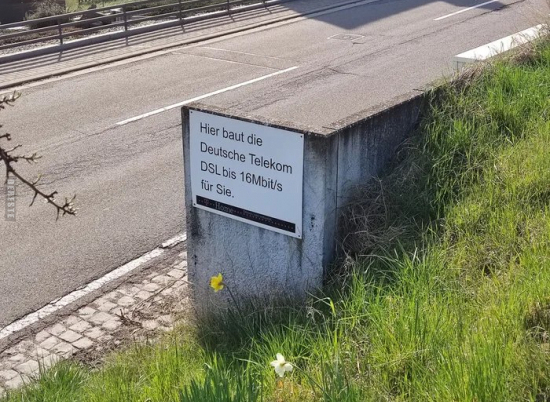 Hier baut die
Deutsche Telekom
DSL bis 16Mbit/s
für Sie.